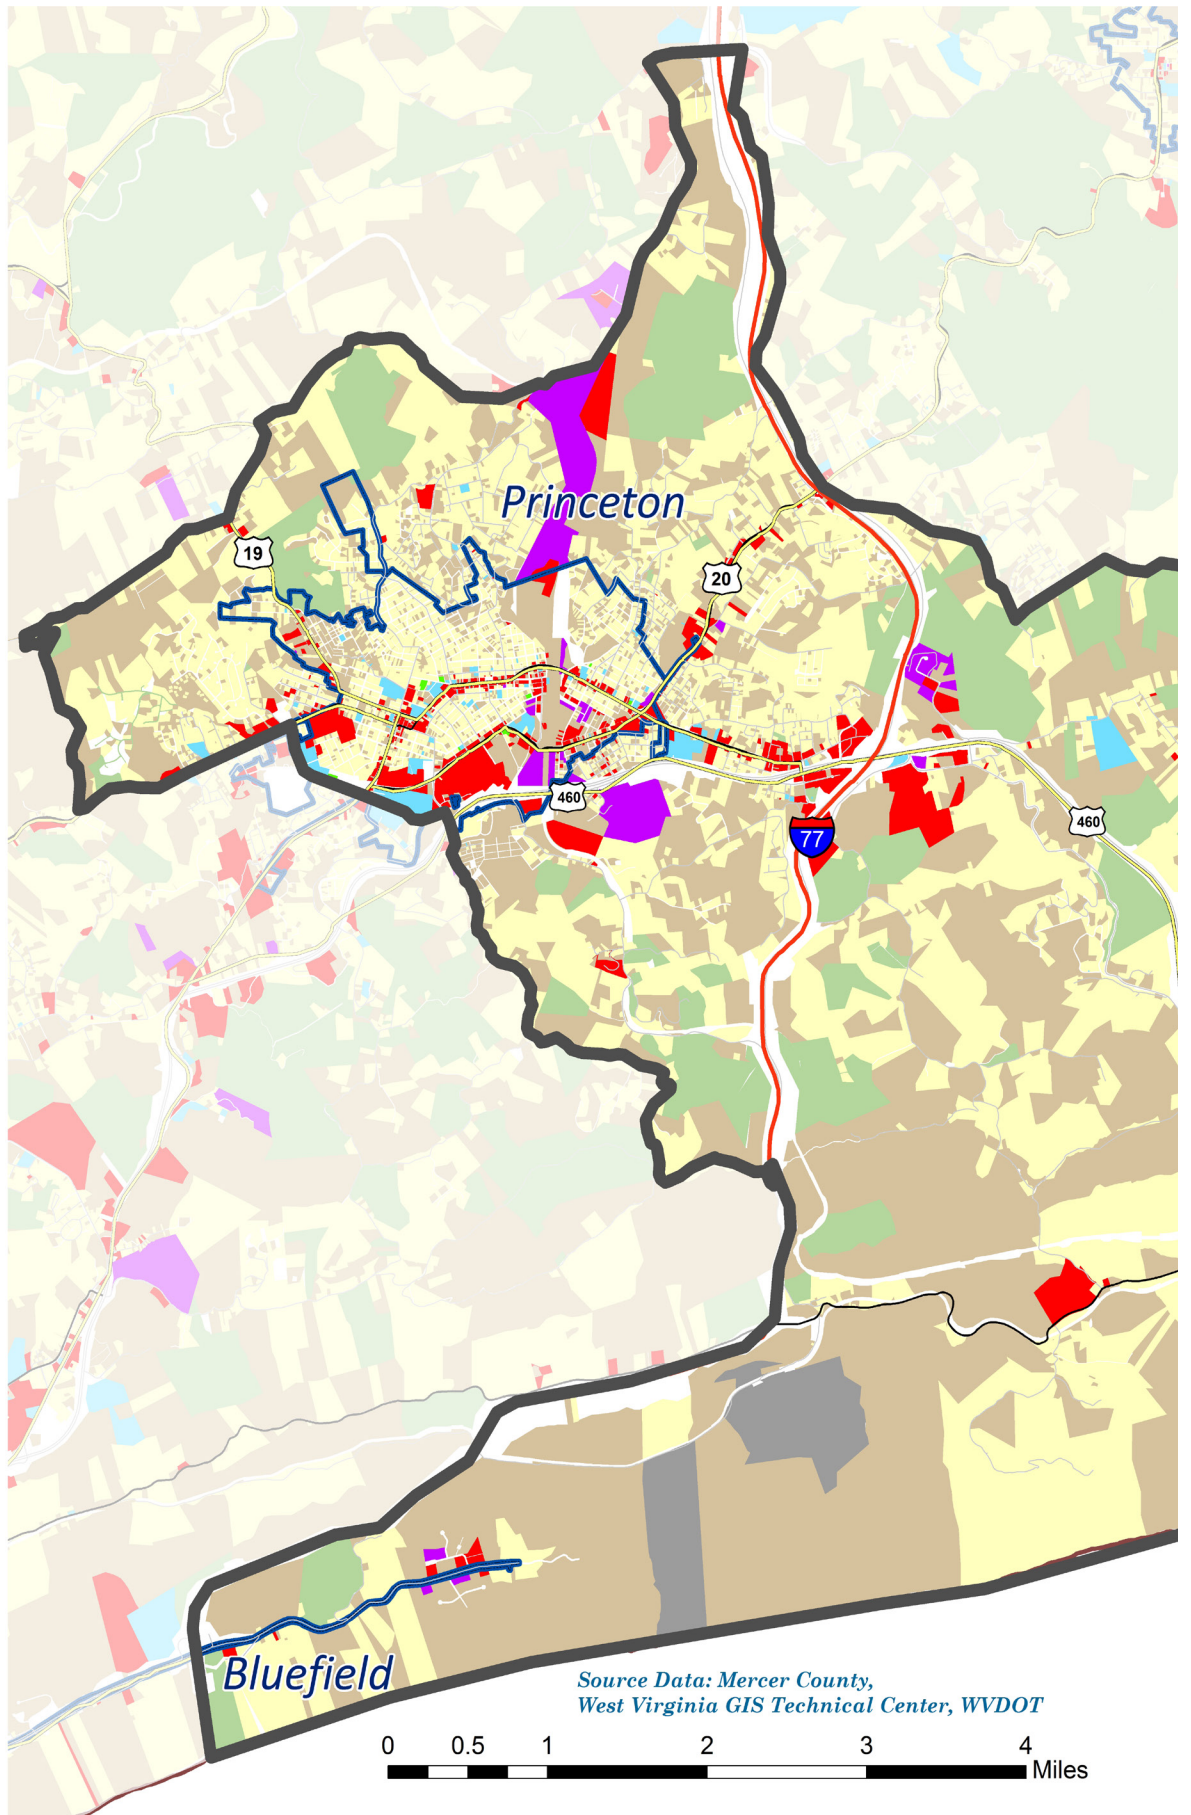 Princeton
19
20
460
460
77
Bluefield
Source Data: Mercer County,
West Virginia GIS Technical Center, WVDOT
0 0.5 1 2 3 4
Miles